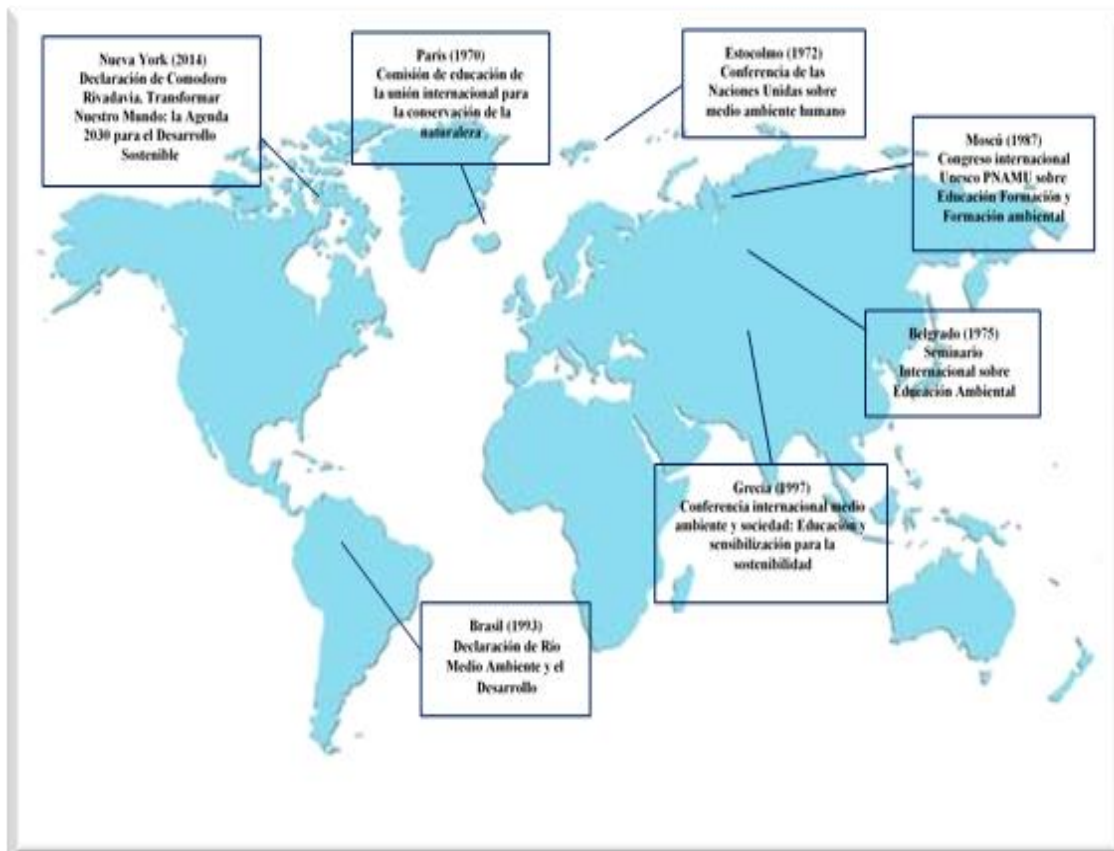 Nueva York (2014)
Declaración de Comodoro
Rivadavia, Transformar
Nuestro Mundo: la Agenda
2030 para el Desarrollo
Sostenible
París (1970)
Comisión de educación de
la unión internacional para
la conservación de la
naturaleza
Estocolmo (1972)
Conferencia de las
Naciones Unidas sobre
medio ambiente humano
Moscú (1987)
Congreso internacional
Unesco PNAMU sobre
Educación Formación y
Formación ambiental
Belgrado (1975)
Seminario
Internacional sobre
Educación Ambiental
Grecia (1997)
Conferencia internacional medio
ambiente y sociedad: Educación y
sensibilización para la
sostenibilidad
Brasil (1993)
Declaración de Río
Medio Ambiente y el
Desarrollo